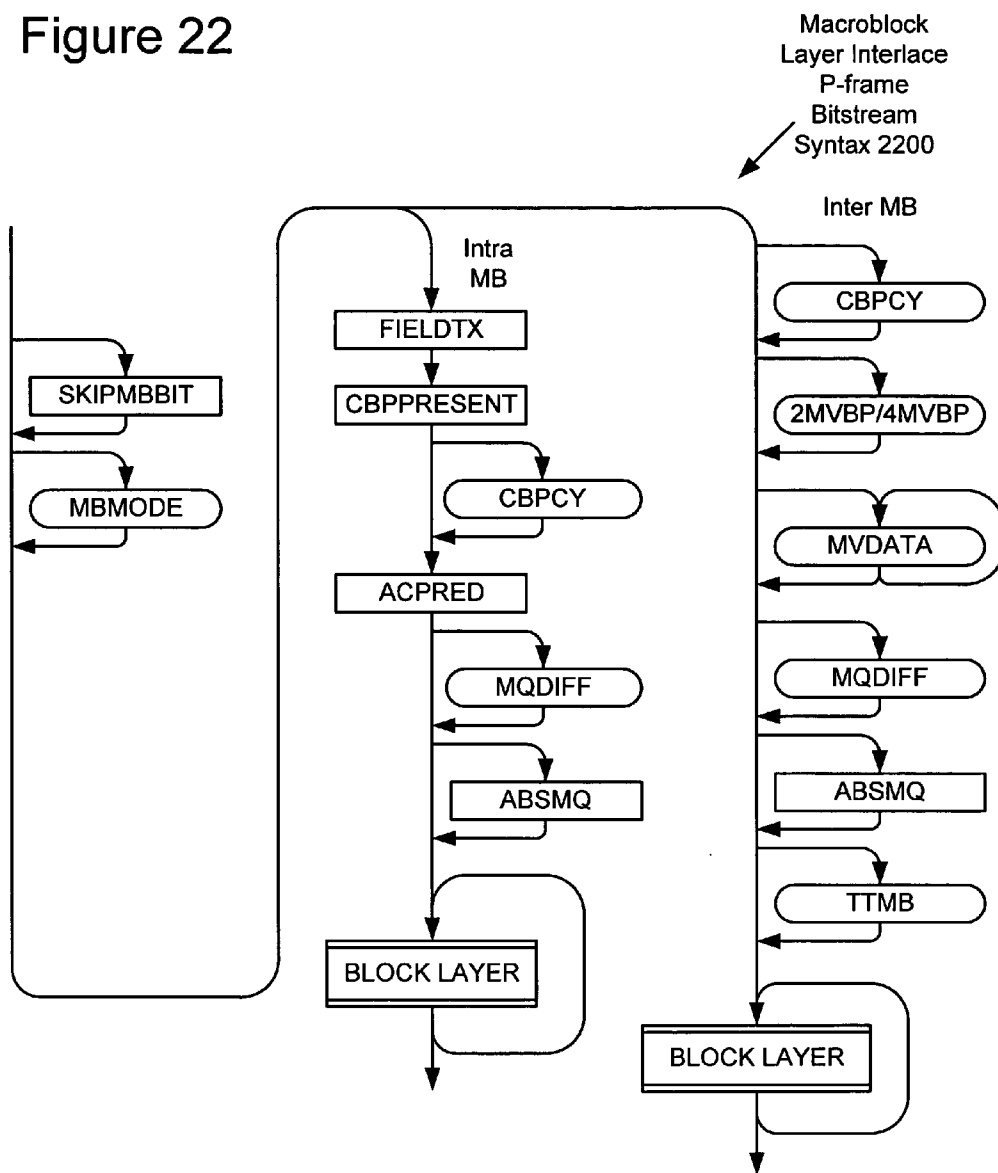 Figure 22
Macroblock
Layer Interlace
P-frame
Bitstream
Syntax 2200
SKIPMBBIT
MBMODE
Intra
MB
FIELDTX
CBPPRESENT
CBPCY
ACPRED
MQDIFF
ABSMQ
BLOCK LAYER
Inter MB
CBPCY
2MVBP/4MVBP
MVDATA
MQDIFF
ABSMQ
TTMB
BLOCK LAYER